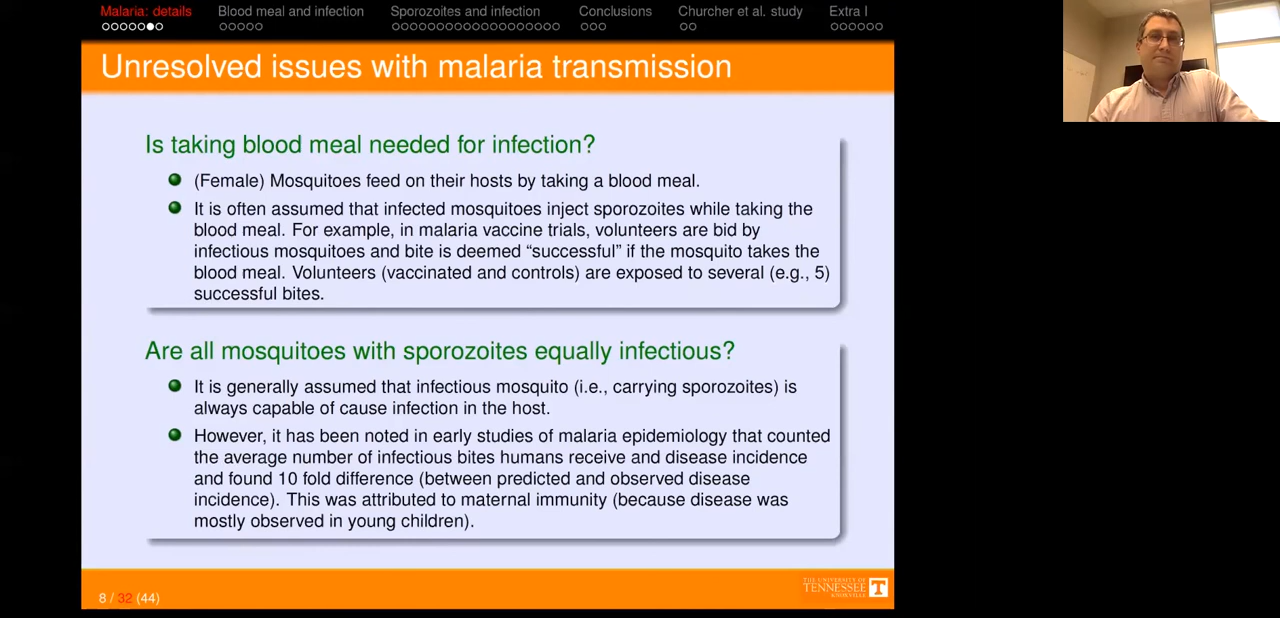 Malaria: details Blood meal and infection Sporozoites and infection Conclusions Churcher et al. study Extra I
Unresolved issues with malaria transmission
Is taking blood meal needed for infection?
(Female) Mosquitoes feed on their hosts by taking a blood meal.
It is often assumed that infected mosquitoes inject sporozoites while taking the
blood meal. For example, in malaria vaccine trials, volunteers are bid by
infectious mosquitoes and bite is deemed “successful” if the mosquito takes the
blood meal. Volunteers (vaccinated and controls) are exposed to several (e.g., 5)
successful bites.
Are all mosquitoes with sporozoites equally infectious?
It is generally assumed that infectious mosquito (i.e., carrying sporozoites) is
always capable of cause infection in the host.
However, it has been noted in early studies of malaria epidemiology that counted
the average number of infectious bites humans receive and disease incidence
and found 10 fold difference (between predicted and observed disease
incidence). This was attributed to maternal immunity (because disease was
mostly observed in young children).
THE UNIVERSITY OF
TENNESSEE T
KNOXVILLE
8 / 32 (44)